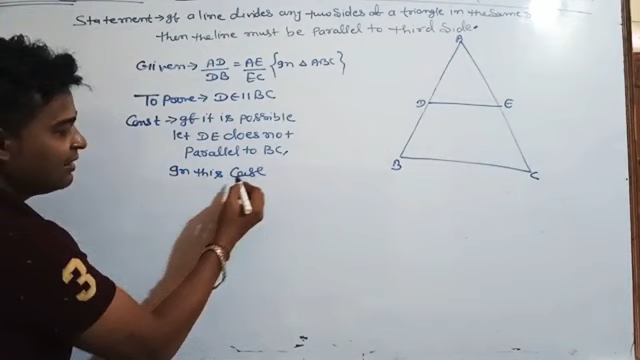 Statement → If a line divides any two sides of a triangle in the same
then the line must be parallel to third side.
Given → AD/DB = AE/EC {In △ ABC}
To Prove → DE || BC
Const → If it is possible
let DE does not
Parallel to BC,
In this Case
A
D
E
B
C
3